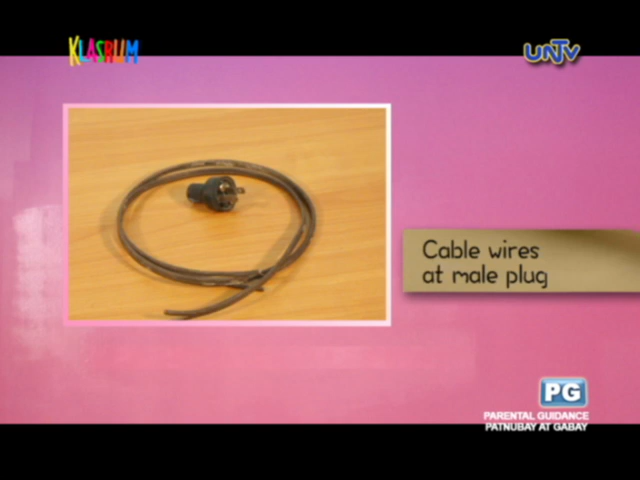 KLASRUM
UNTV
Cable wires
at male plug
PG
PARENTAL GUIDANCE
PATNUBAY AT GABAY